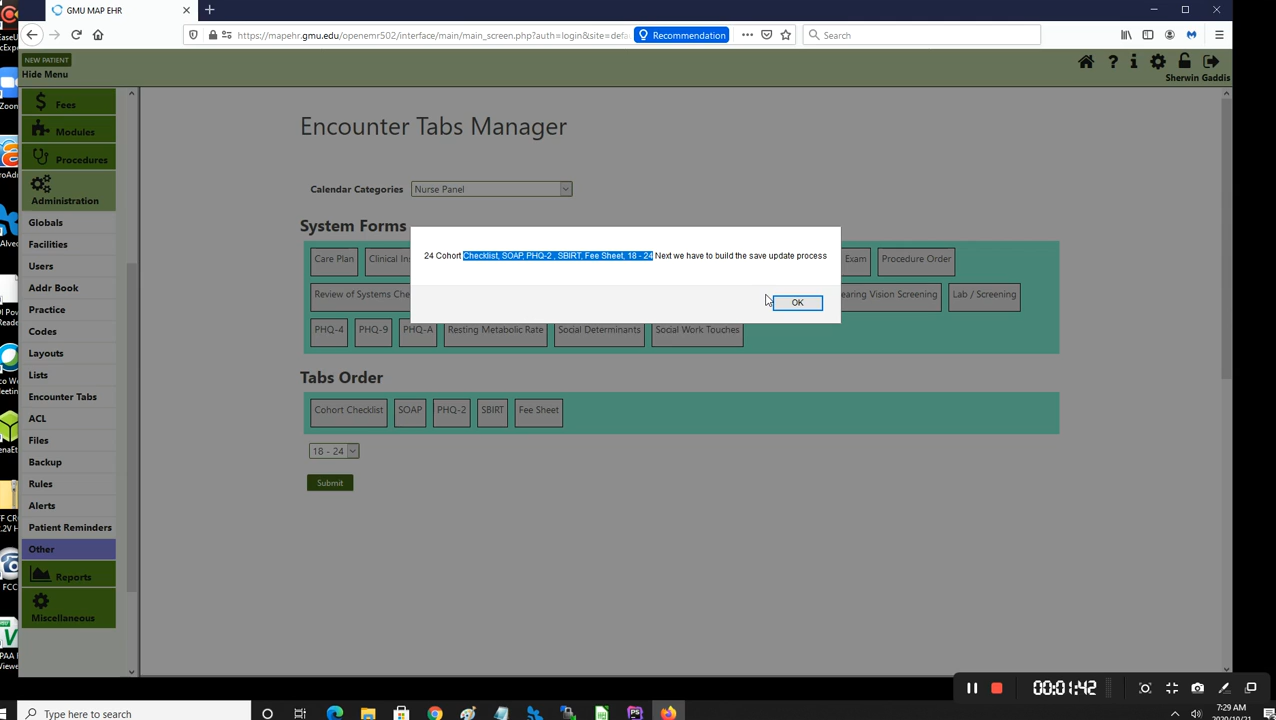 GMU MAP EHR
https://mapehr.gmu.edu/openemr502/interface/main/main_screen.php?auth=login&site=defa
Recommendation
Search
NEW PATIENT
Hide Menu
Sherwin Gaddis
Fees
Modules
Procedures
Administration
Globals
Facilities
Users
Addr Book
Practice
Codes
Layouts
Lists
Encounter Tabs
ACL
Files
Backup
Rules
Alerts
Patient Reminders
Other
Reports
Miscellaneous
Encounter Tabs Manager
Calendar Categories
Nurse Panel
System Forms
Care Plan
Clinical Ins
Exam
Procedure Order
Review of Systems Che
earing Vision Screening
Lab / Screening
PHQ-4
PHQ-9
PHQ-A
Resting Metabolic Rate
Social Determinants
Social Work Touches
24 Cohort Checklist, SOAP, PHQ-2 , SBIRT, Fee Sheet, 18 - 24 Next we have to build the save update process
OK
Tabs Order
Cohort Checklist
SOAP
PHQ-2
SBIRT
Fee Sheet
18 - 24
Submit
00:01:42
Type here to search
7:29 AM
2020/10/21